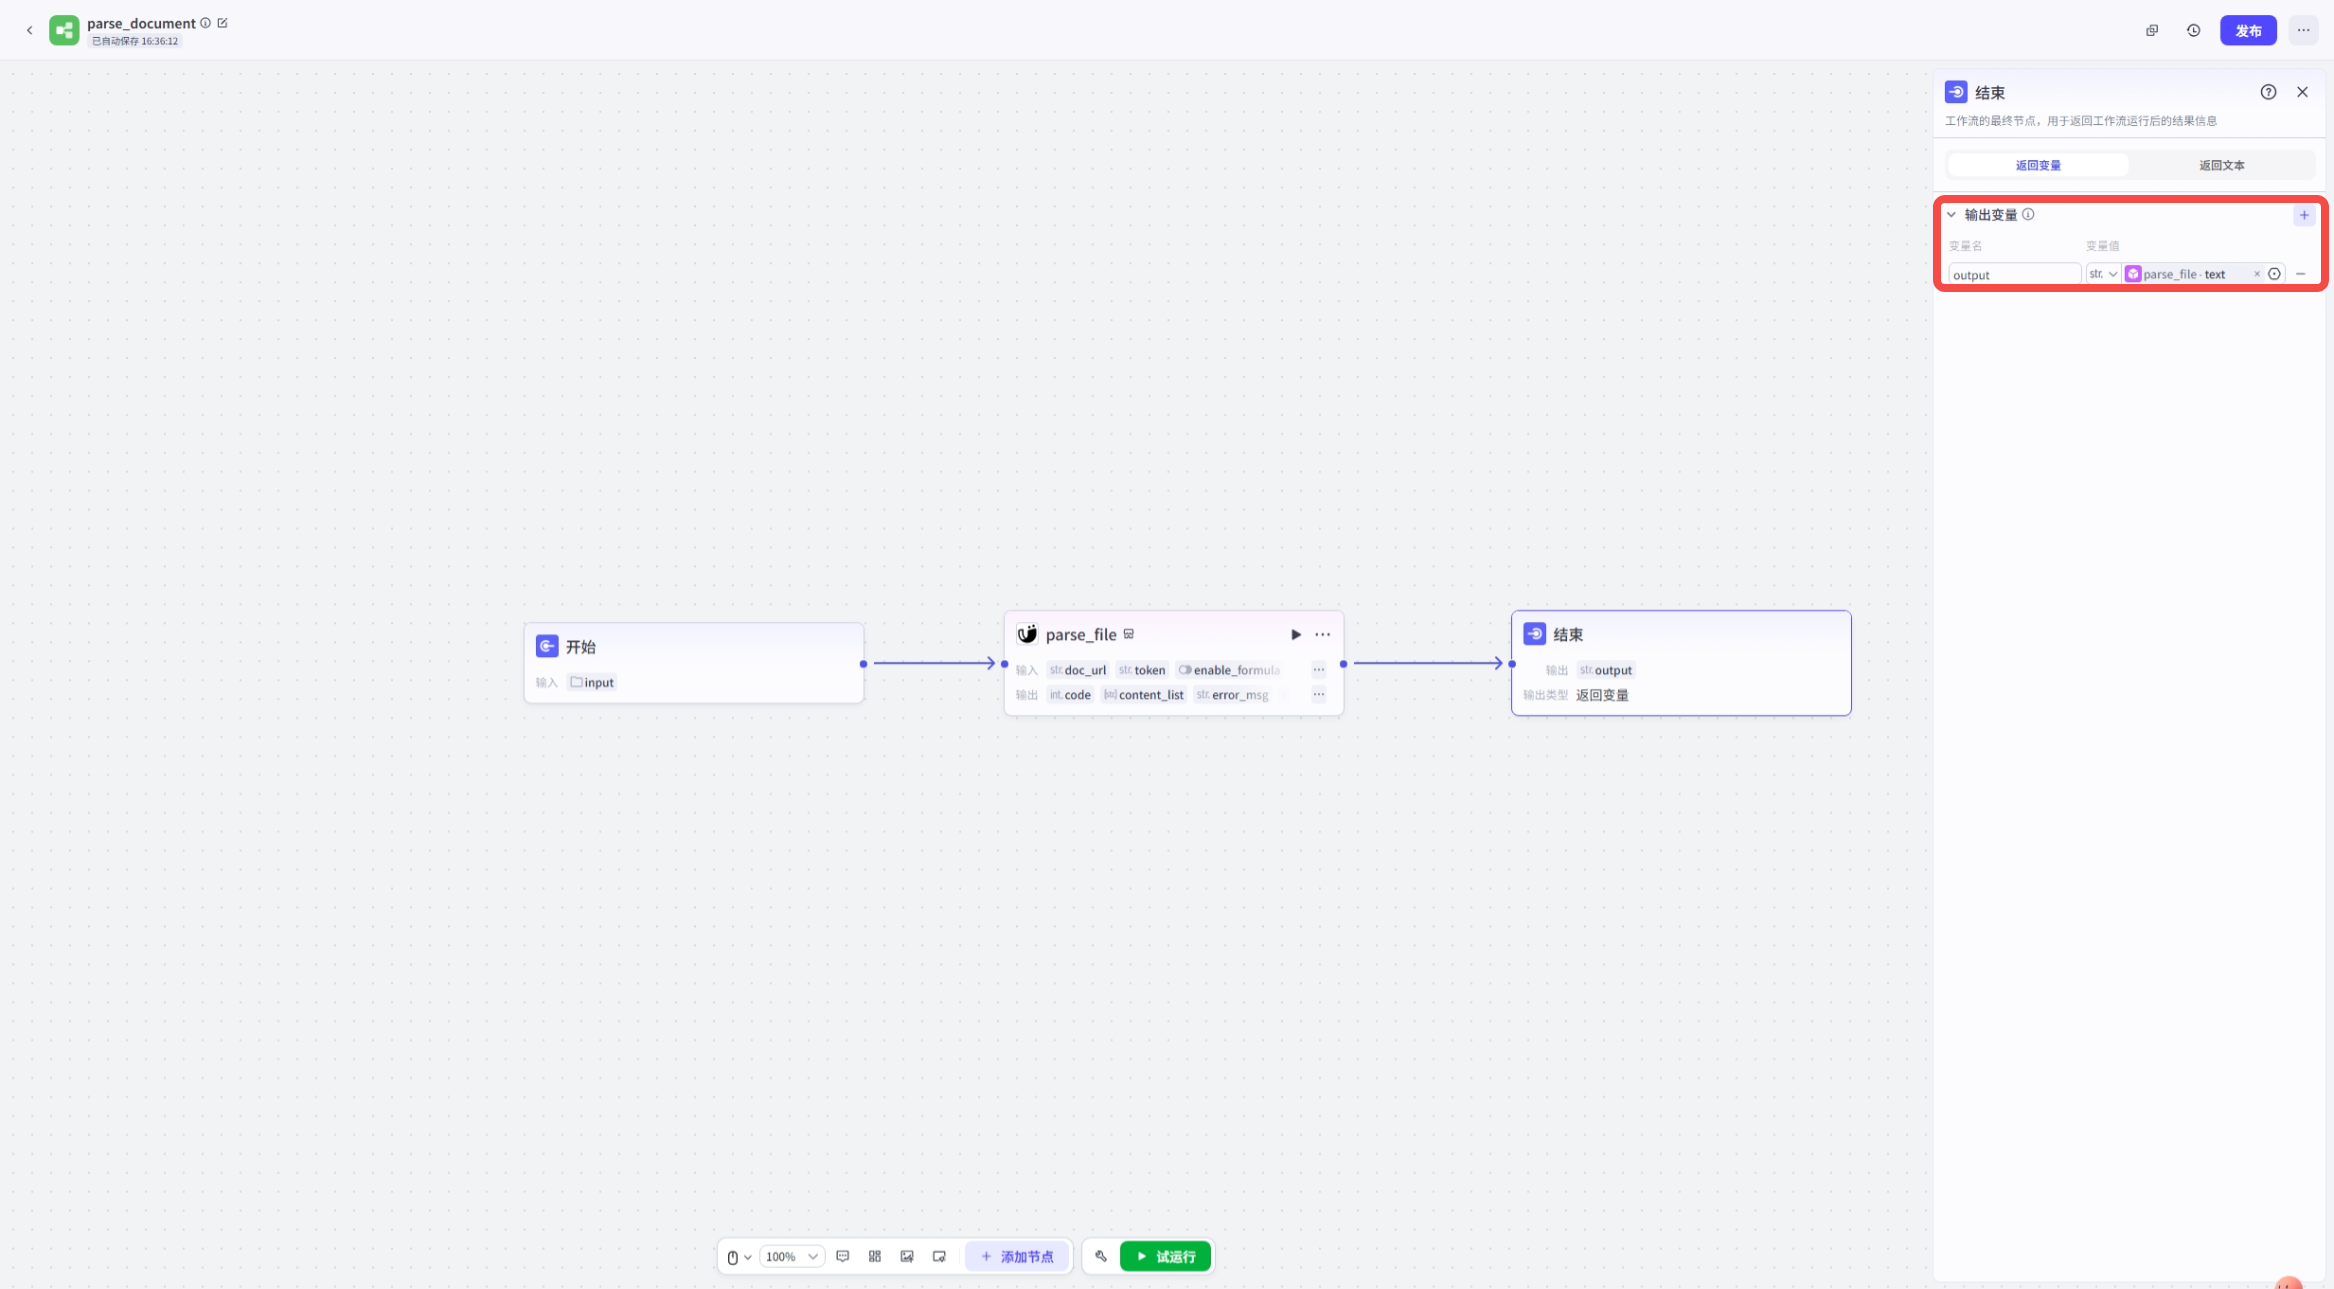 parse_document
已自动保存 16:36:12
发布
结束
工作流的最终节点，用于返回工作流运行后的结果信息
返回变量
返回文本
输出变量
变量名
变量值
output
str.
parse_file · text
开始
输入
input
parse_file
输入 str. doc_url str. token enable_formula
输出 int. code content_list str. error_msg
结束
输出 str. output
输出类型 返回变量
100%
添加节点
试运行